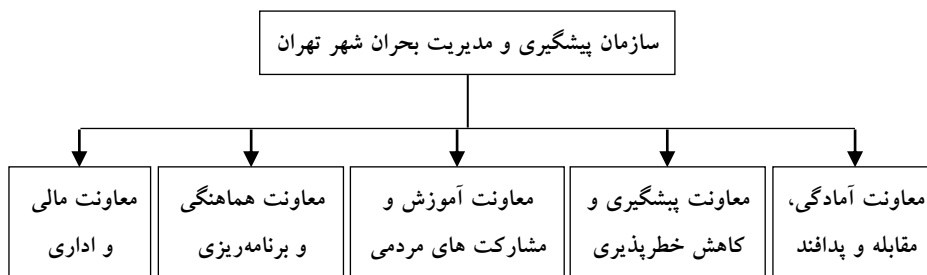 سازمان پیشگیری و مدیریت بحران شهر تهران
معاونت آمادگی،
مقابله و پدافند
معاونت پبشگیری و
کاهش خطرپذیری
معاونت آموزش و
مشارکت های مردمی
معاونت هماهنگی
و برنامه‌ریزی
معاونت مالی
و اداری